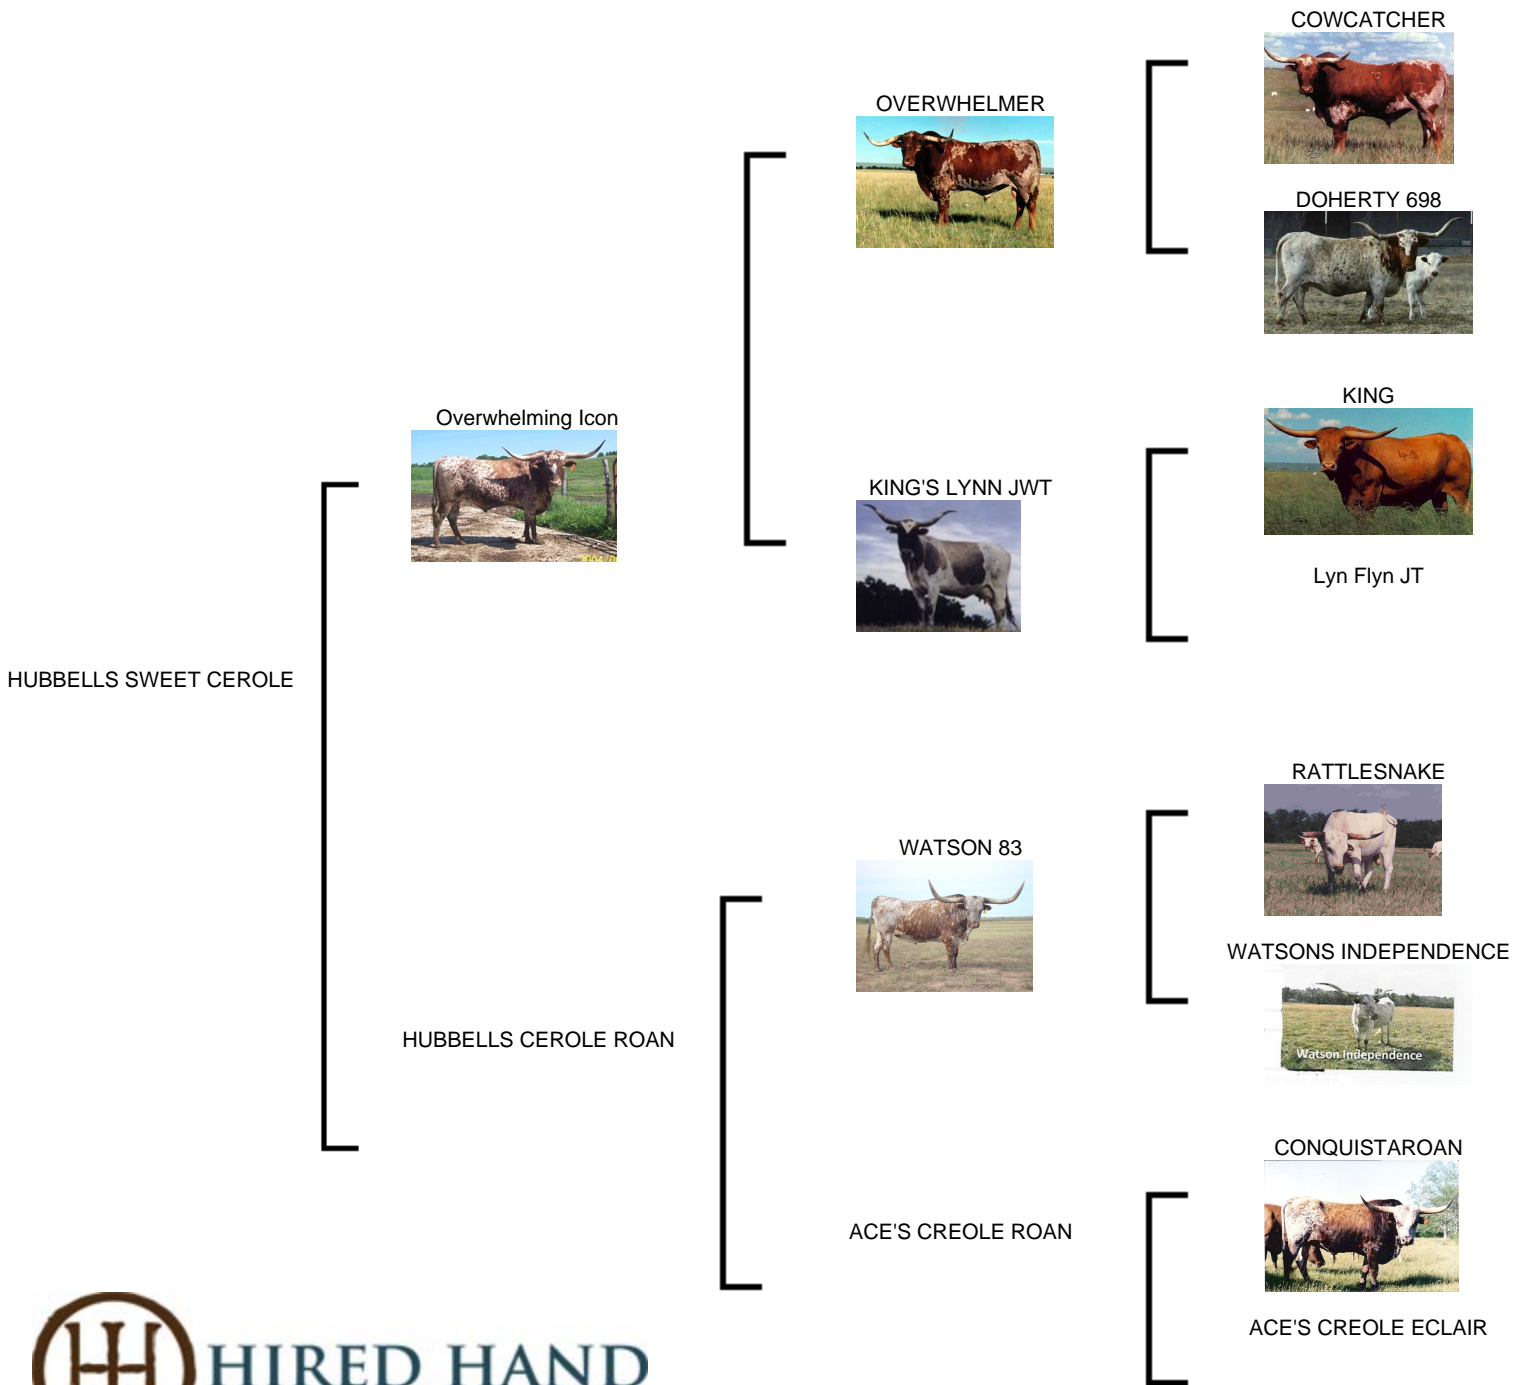 COWCATCHER
OVERWHELMER
DOHERTY 698
KING
Overwhelming Icon
KING'S LYNN JWT
Lyn Flyn JT
HUBBELLS SWEET CEROLE
RATTLESNAKE
WATSON 83
WATSONS INDEPENDENCE
Watson Independence
HUBBELLS CEROLE ROAN
CONQUISTAROAN
ACE'S CREOLE ROAN
ACE'S CREOLE ECLAIR
HIRED HAND